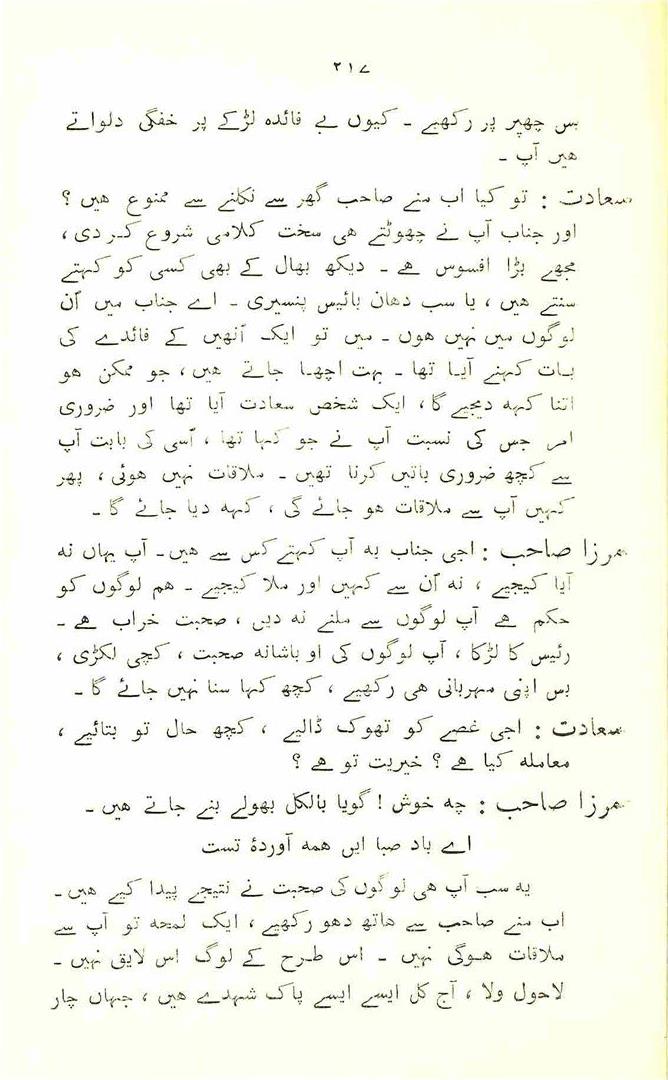 ۲۱۷
بس چھپر پر رکھیے ۔ کیوں بے فائدہ لڑکے پر خفگی دلواتے
ہیں آپ ۔
سعادت : تو کیا اب منے صاحب گھر سے نکلنے سے ممنوع ہیں ؟
اور جناب آپ نے چھوٹتے ہی سخت کلامی شروع کر دی ،
مجھے بڑا افسوس ہے ۔ دیکھ بھال کے بھی کسی کو کہتے
سنتے ہیں ، یا سب دھان بائیس پنسیری ۔ اے جناب میں اُن
لوگوں میں نہیں ہوں ۔ میں تو ایک اُنھیں کے فائدے کی
بات کہنے آیا تھا ۔ بہت اچھا جاتے ہیں ، جو ممکن ہو
اتنا کہہ دیجیے گا ، ایک شخص سعادت آیا تھا اور ضروری
امر جس کی نسبت آپ نے جو کہا تھا ، اُسی کی بابت آپ
سے کچھ ضروری باتیں کرنا تھیں ۔ ملاقات نہیں ہوئی ، پھر
کہیں آپ سے ملاقات ہو جائے گی ، کہہ دیا جائے گا ۔
مرزا صاحب : اجی جناب یہ آپ کہتے کس سے ہیں ۔ آپ یہاں نہ
آیا کیجیے ، نہ اُن سے کہیں اور ملا کیجیے ۔ ہم لوگوں کو
حکم ہے آپ لوگوں سے ملنے نہ دیں ، صحبت خراب ہے ۔
رئیس کا لڑکا ، آپ لوگوں کی او باشانہ صحبت ، کچی لکڑی ،
بس اپنی مہربانی ہی رکھیے ، کچھ کہا سنا نہیں جائے گا ۔
سعادت : اجی غصے کو تھوک ڈالیے ، کچھ حال تو بتائیے ،
معاملہ کیا ہے ؟ خیریت تو ہے ؟
مرزا صاحب : چہ خوش ! گویا بالکل بھولے بنے جاتے ہیں ۔
اے باد صبا ایں ہمہ آوردۂ تست
یہ سب آپ ہی لوگوں کی صحبت نے نتیجے پیدا کیے ہیں ۔
اب منے صاحب سے ہاتھ دھو رکھیے ، ایک لمحہ تو آپ سے
ملاقات ہوگی نہیں ۔ اس طرح کے لوگ اس لایق نہیں ۔
لاحول ولا ، آج کل ایسے ایسے پاک شہدے ہیں ، جہاں چار